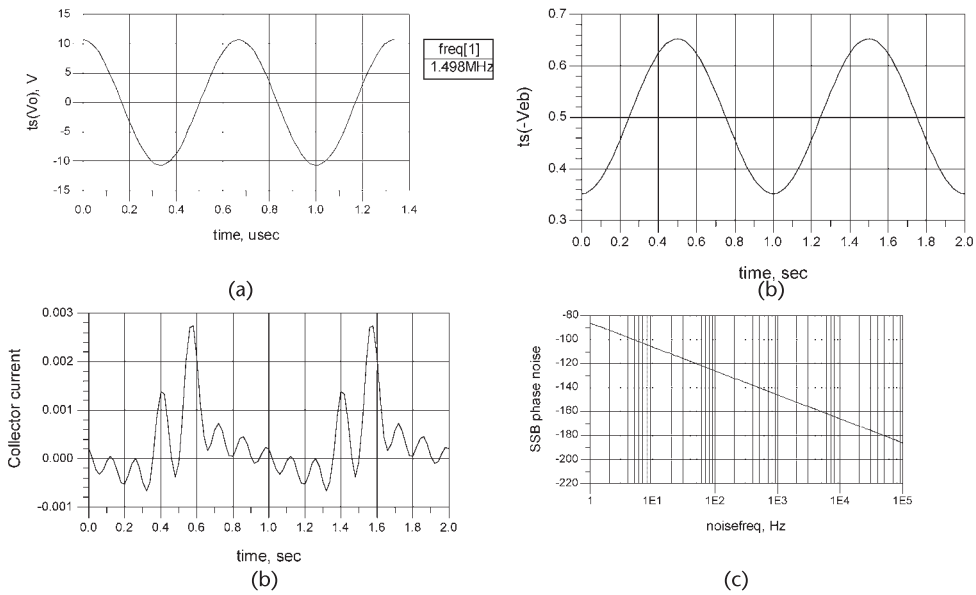 15
10
5
0
-5
-10
-15
ts(Vo), V
0.0 0.2 0.4 0.6 0.8 1.0 1.2 1.4
time, usec
freq[1]
1.498MHz
(a)
0.7
0.6
0.5
0.4
0.3
ts(-Veb)
0.0 0.2 0.4 0.6 0.8 1.0 1.2 1.4 1.6 1.8 2.0
time, sec
(b)
0.003
0.002
0.001
0.000
-0.001
Collector current
0.0 0.2 0.4 0.6 0.8 1.0 1.2 1.4 1.6 1.8 2.0
time, sec
(b)
-80
-100
-120
-140
-160
-180
-200
-220
SSB phase noise
1 1E1 1E2 1E3 1E4 1E5
noisefreq, Hz
(c)